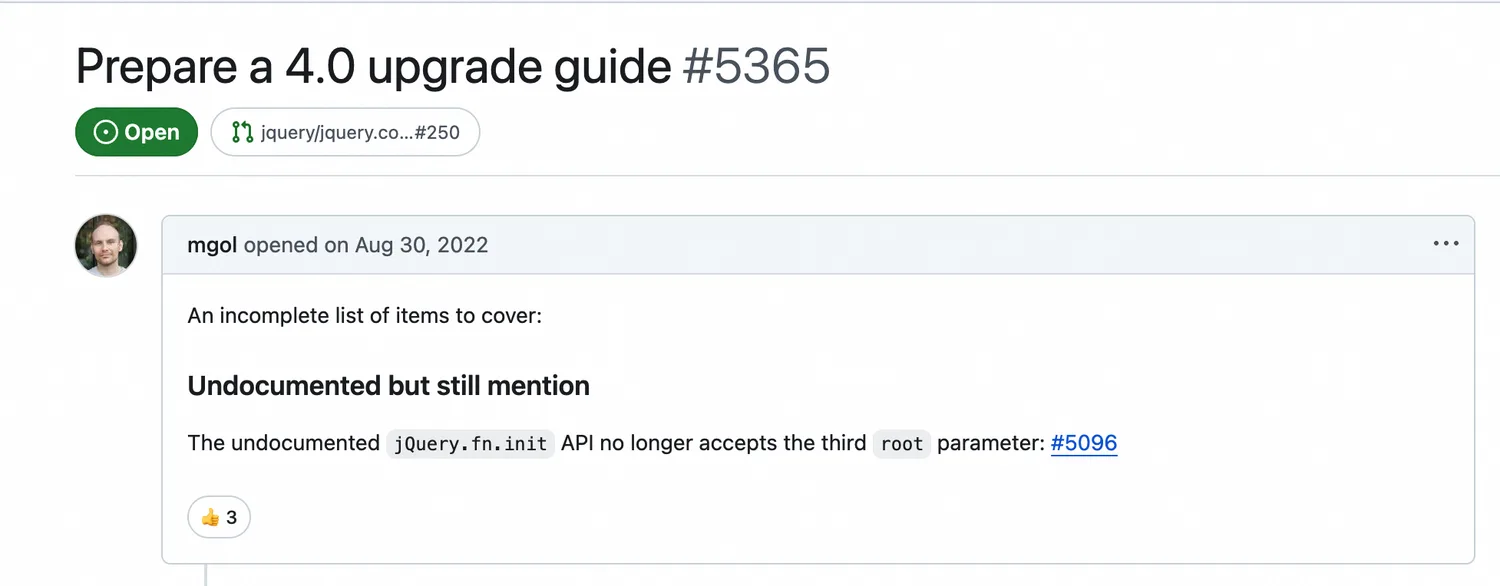 Prepare a 4.0 upgrade guide #5365
Open jquery/jquery.co...#250
mgol opened on Aug 30, 2022
An incomplete list of items to cover:
Undocumented but still mention
The undocumented jQuery.fn.init API no longer accepts the third root parameter: #5096
👍 3